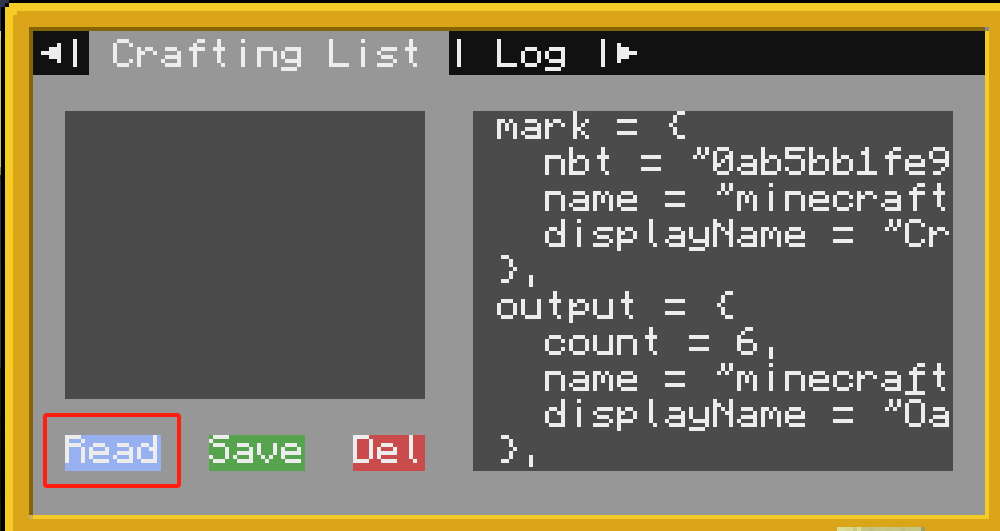 ◄| Crafting List | Log |►
mark = {
nbt = "0ab5bb1fe9
name = "minecraft
displayName = "Cr
},
output = {
count = 6,
name = "minecraft
displayName = "Oa
},
Read Save Del